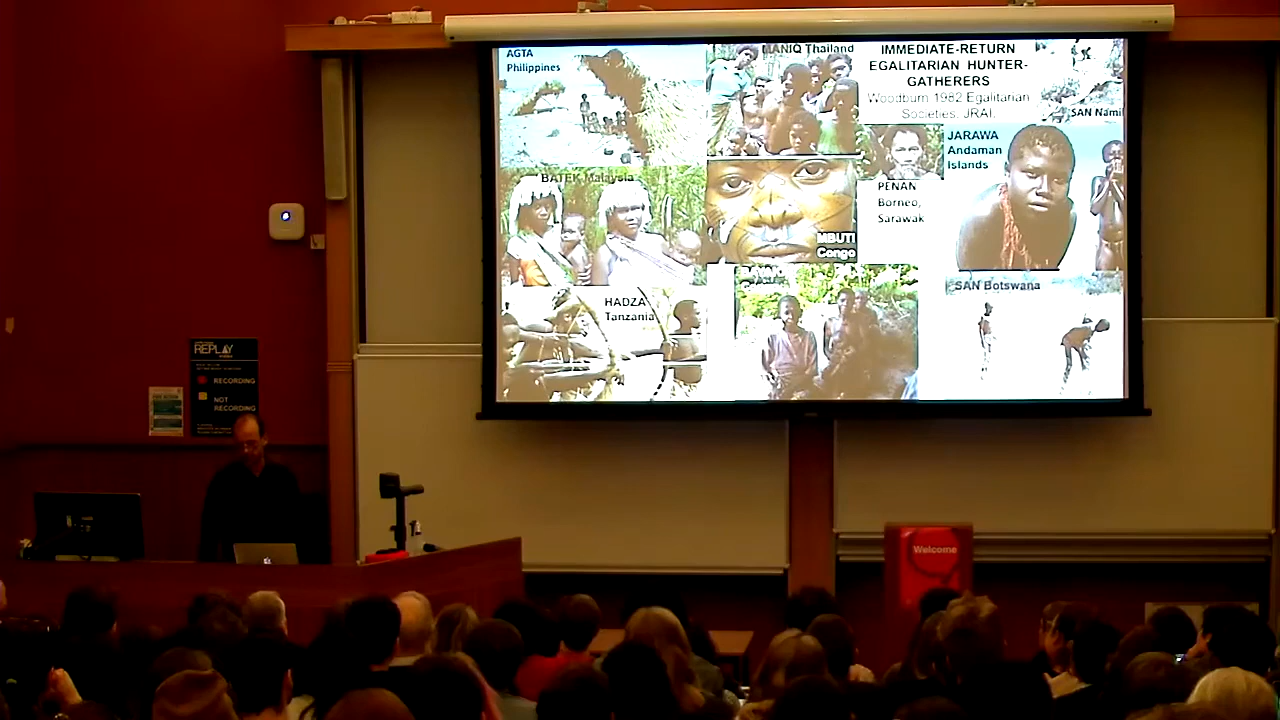 AGTA
Philippines
MANIQ Thailand
IMMEDIATE-RETURN
EGALITARIAN HUNTER-
GATHERERS
Woodburn 1982 Egalitarian
Societies. JRAI.
SAN Nami
JARAWA
Andaman
Islands
BATEK Malaysia
PENAN
Borneo,
Sarawak
MBUTI
Congo
HADZA
Tanzania
SAN Botswana
REPLAY
RECORDING
NOT
RECORDING
Welcome